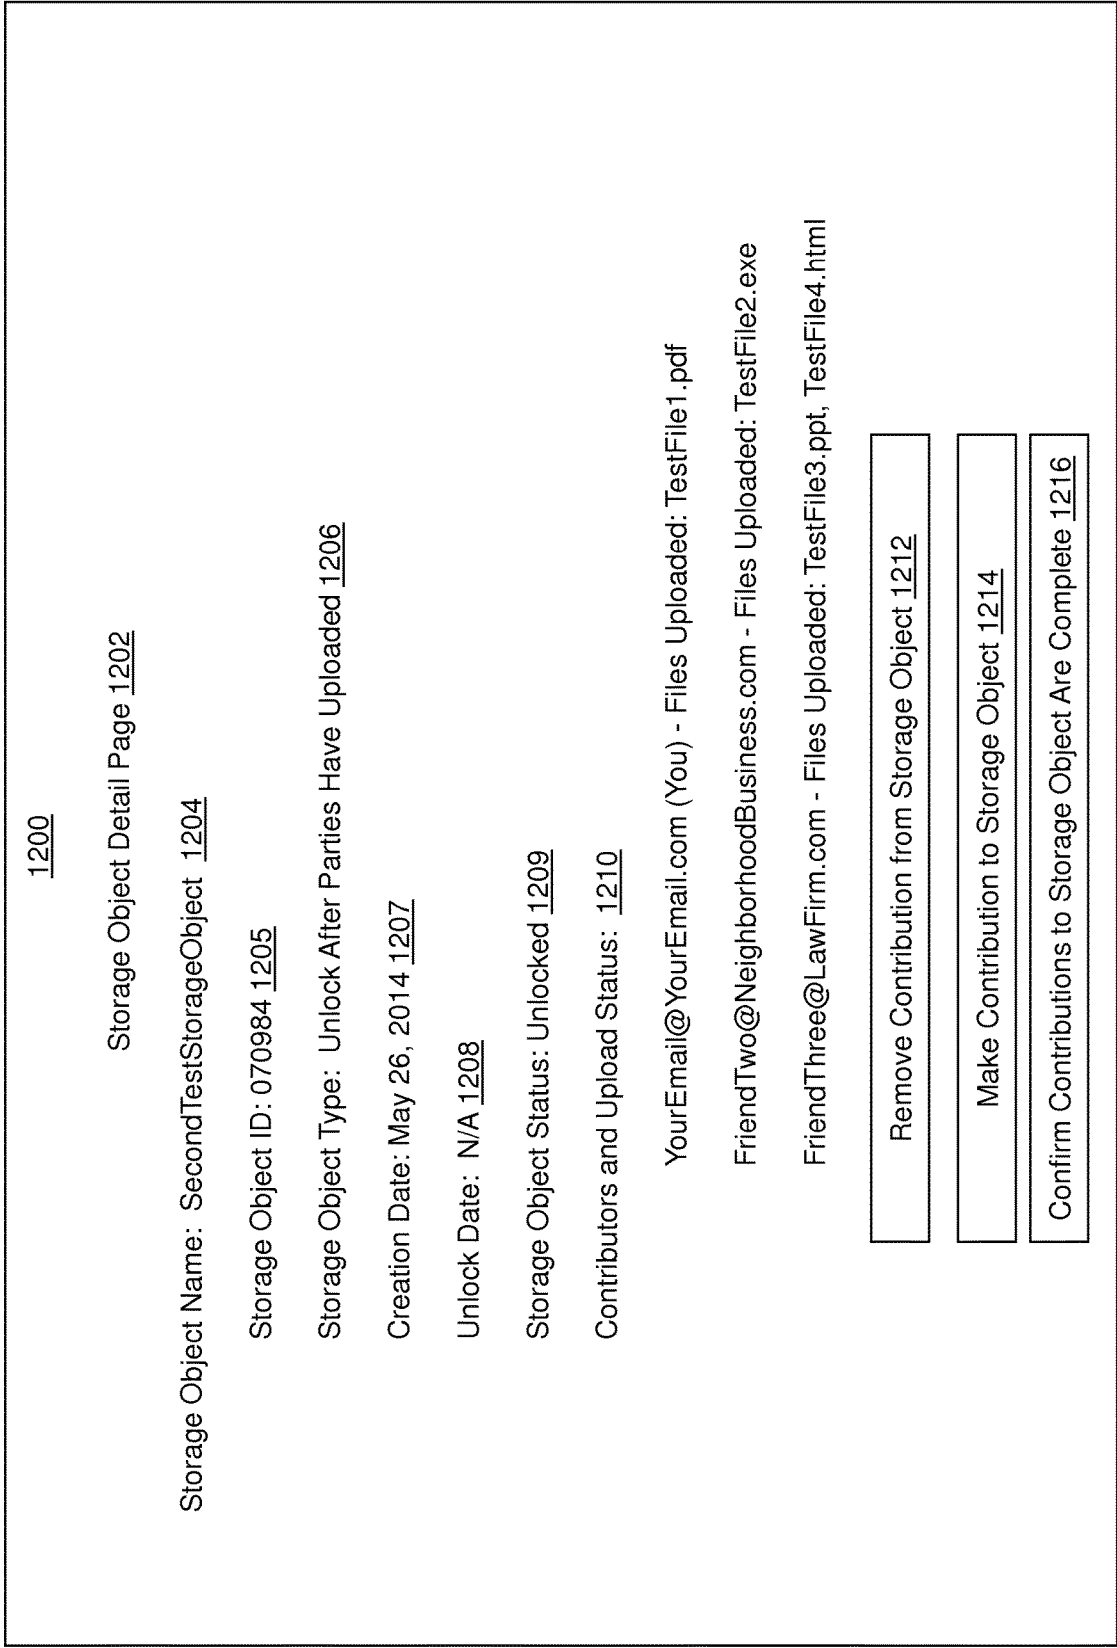 1200
Storage Object Detail Page 1202
Storage Object Name: SecondTestStorageObject 1204
Storage Object ID: 070984 1205
Storage Object Type: Unlock After Parties Have Uploaded 1206
Creation Date: May 26, 2014 1207
Unlock Date: N/A 1208
Storage Object Status: Unlocked 1209
Contributors and Upload Status: 1210
YourEmail@YourEmail.com (You) - Files Uploaded: TestFile1.pdf
FriendTwo@NeighborhoodBusiness.com - Files Uploaded: TestFile2.exe
FriendThree@LawFirm.com - Files Uploaded: TestFile3.ppt, TestFile4.html
Remove Contribution from Storage Object 1212
Make Contribution to Storage Object 1214
Confirm Contributions to Storage Object Are Complete 1216